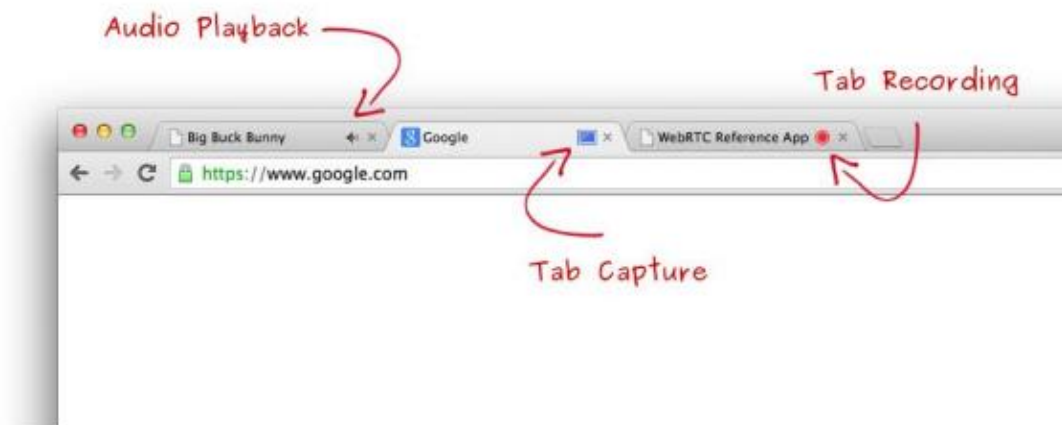 Audio Playback
Tab Recording
Big Buck Bunny
Google
WebRTC Reference App
https://www.google.com
Tab Capture